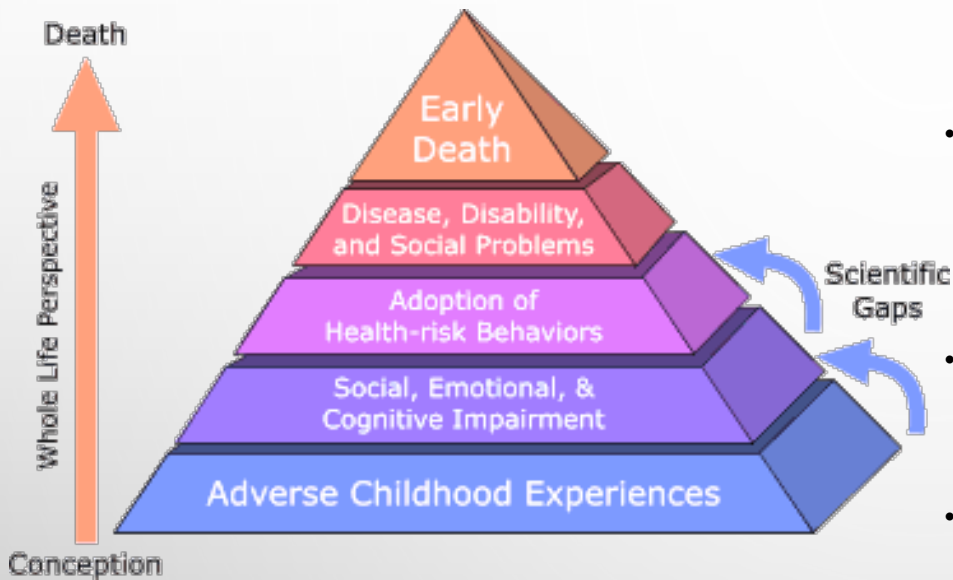 Death
Early
Death
Disease, Disability,
and Social Problems
Whole Life Perspective
Scientific
Gaps
Adoption of
Health-risk Behaviors
Social, Emotional, &
Cognitive Impairment
Adverse Childhood Experiences
Conception